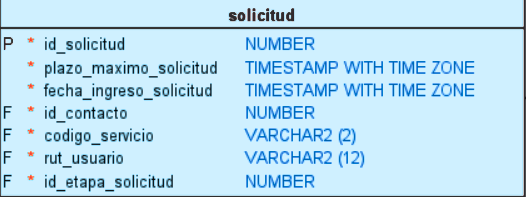 solicitud
P * id_solicitud NUMBER
* plazo_maximo_solicitud TIMESTAMP WITH TIME ZONE
* fecha_ingreso_solicitud TIMESTAMP WITH TIME ZONE
F * id_contacto NUMBER
F * codigo_servicio VARCHAR2 (2)
F * rut_usuario VARCHAR2 (12)
F * id_etapa_solicitud NUMBER